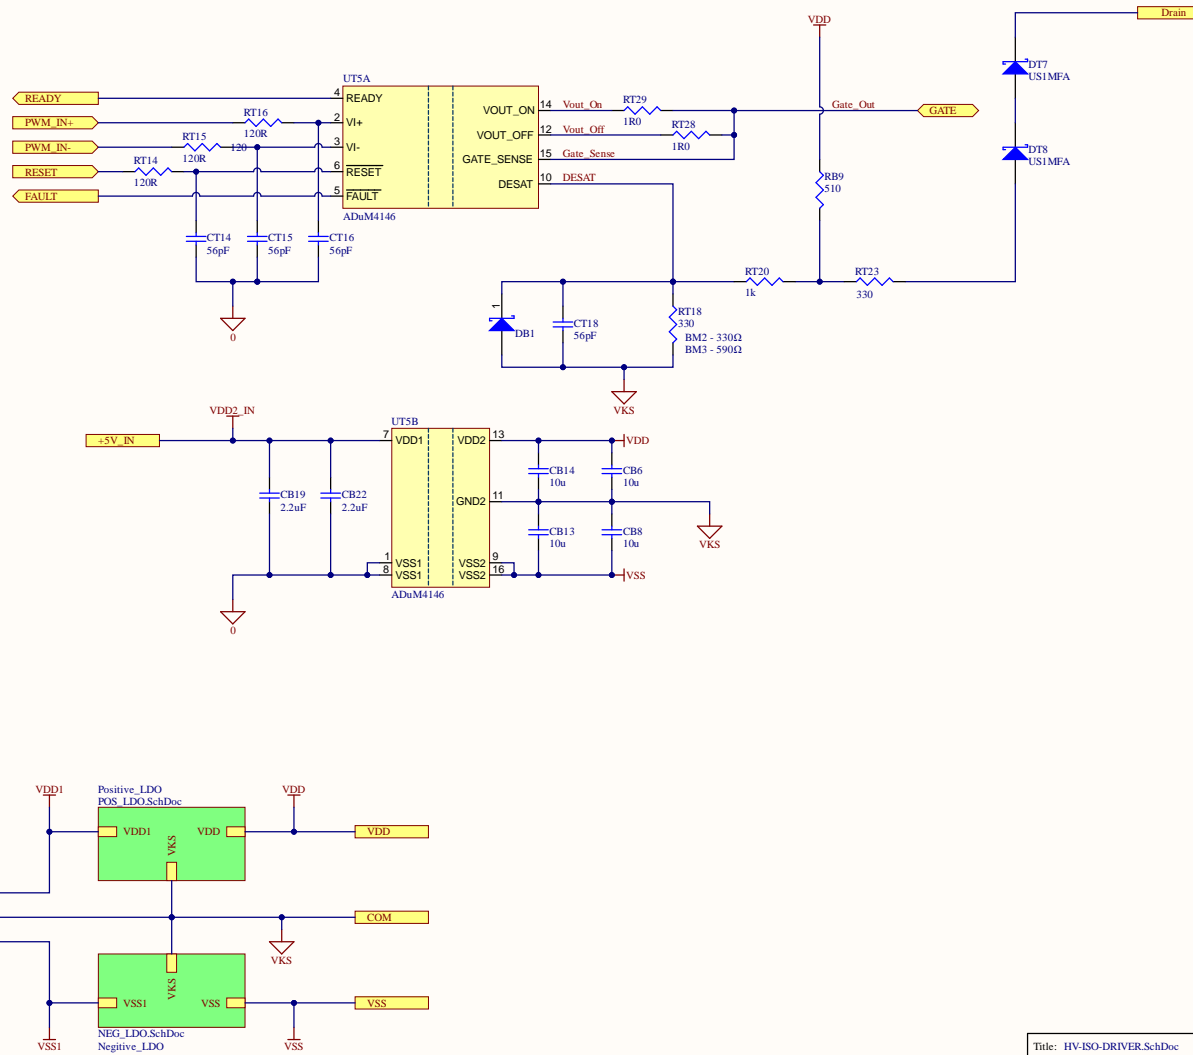 Drain
VDD
DT7
US1MFA
UT5A
READY
4
READY
RT16
120R
PWM_IN+
2
VI+
VOUT_ON
14
Vout_On
RT29
1R0
Gate_Out
GATE
RT15
120R
120
PWM_IN-
3
VI-
VOUT_OFF
12
Vout_Off
RT28
1R0
DT8
US1MFA
RT14
120R
RESET
6
RESET
GATE_SENSE
15
Gate_Sense
FAULT
5
FAULT
DESAT
10
DESAT
RB9
510
ADuM4146
CT14
56pF
CT15
56pF
CT16
56pF
0
RT20
1k
RT23
330
1
DB1
CT18
56pF
RT18
330
BM2 - 330Ω
BM3 - 590Ω
VKS
VDD2_IN
+5V_IN
UT5B
7
VDD1
VDD2
13
VDD
CB19
2.2uF
CB22
2.2uF
CB14
10u
CB6
10u
GND2
11
VKS
CB13
10u
CB8
10u
1
VSS1
8
VSS1
VSS2
9
VSS2
16
VSS
ADuM4146
0
VDD1
Positive_LDO
POS_LDO.SchDoc
VDD
VDD1
VDD
VKS
VDD
COM
VKS
VKS
VSS1
VSS
VSS
NEG_LDO.SchDoc
Negitive_LDO
VSS1
VSS
Title: HV-ISO-DRIVER.SchDoc